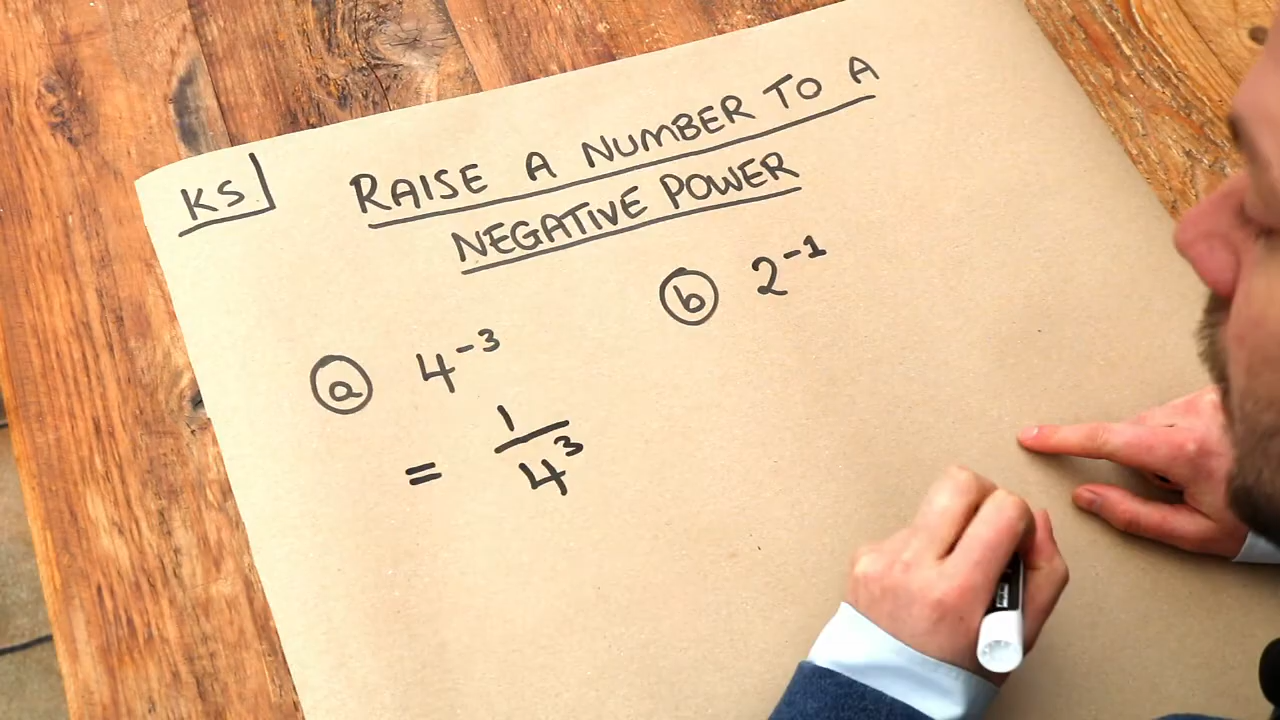 KS
RAISE A NUMBER TO A
NEGATIVE POWER
ⓐ 4⁻³
= 1/4³
ⓑ 2⁻¹